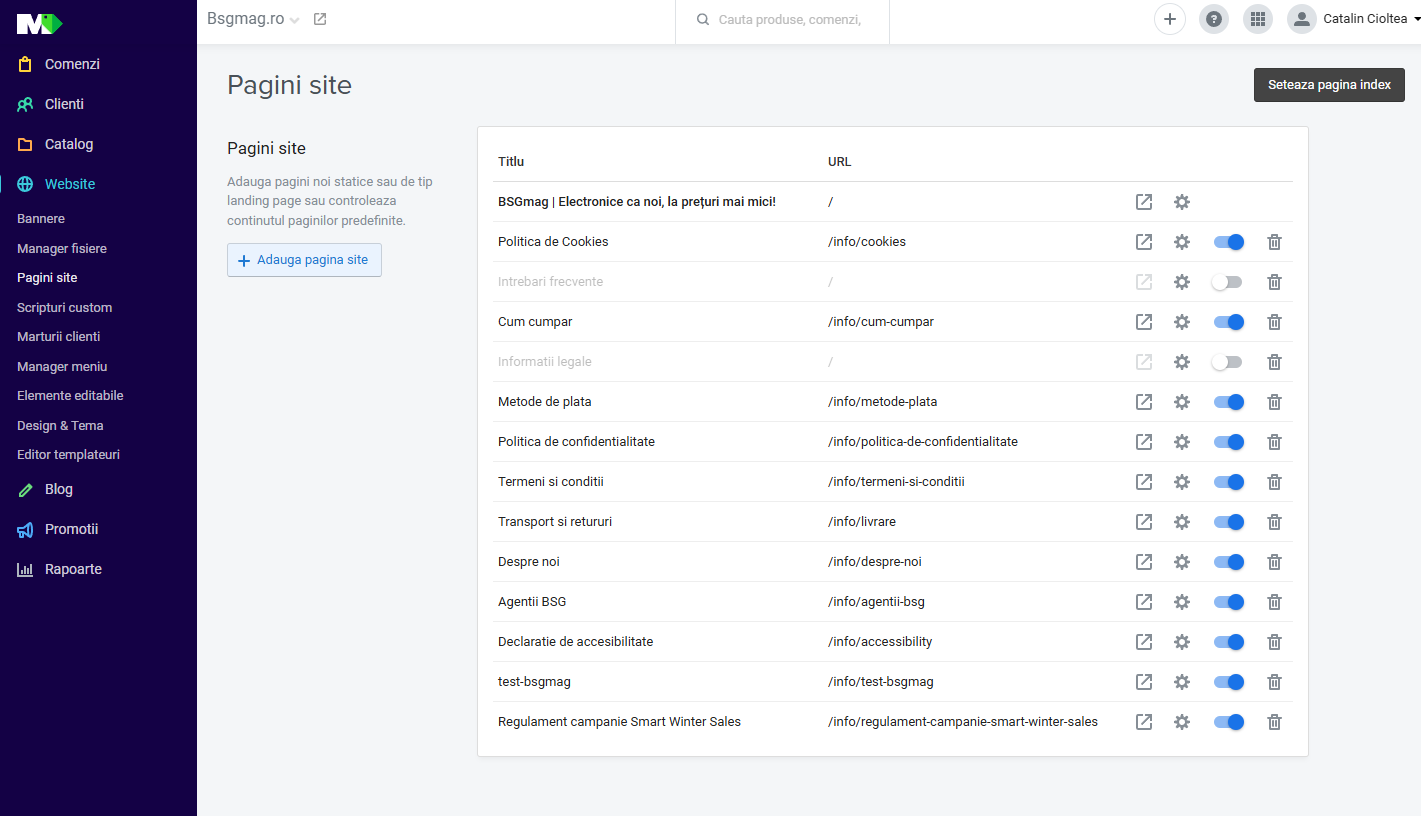 Bsgmag.ro
Cauta produse, comenzi,
Catalin Cioltea
Comenzi
Clienti
Catalog
Website
Bannere
Manager fisiere
Pagini site
Scripturi custom
Marturii clienti
Manager meniu
Elemente editabile
Design & Tema
Editor templateuri
Blog
Promotii
Rapoarte
Pagini site
Seteaza pagina index
Pagini site
Adauga pagini noi statice sau de tip
landing page sau controleaza
continutul paginilor predefinite.
+ Adauga pagina site
Titlu URL
BSGmag | Electronice ca noi, la prețuri mai mici! /
Politica de Cookies /info/cookies
Intrebari frecvente /
Cum cumpar /info/cum-cumpar
Informatii legale /
Metode de plata /info/metode-plata
Politica de confidentialitate /info/politica-de-confidentialitate
Termeni si conditii /info/termeni-si-conditii
Transport si retururi /info/livrare
Despre noi /info/despre-noi
Agentii BSG /info/agentii-bsg
Declaratie de accesibilitate /info/accessibility
test-bsgmag /info/test-bsgmag
Regulament campanie Smart Winter Sales /info/regulament-campanie-smart-winter-sales